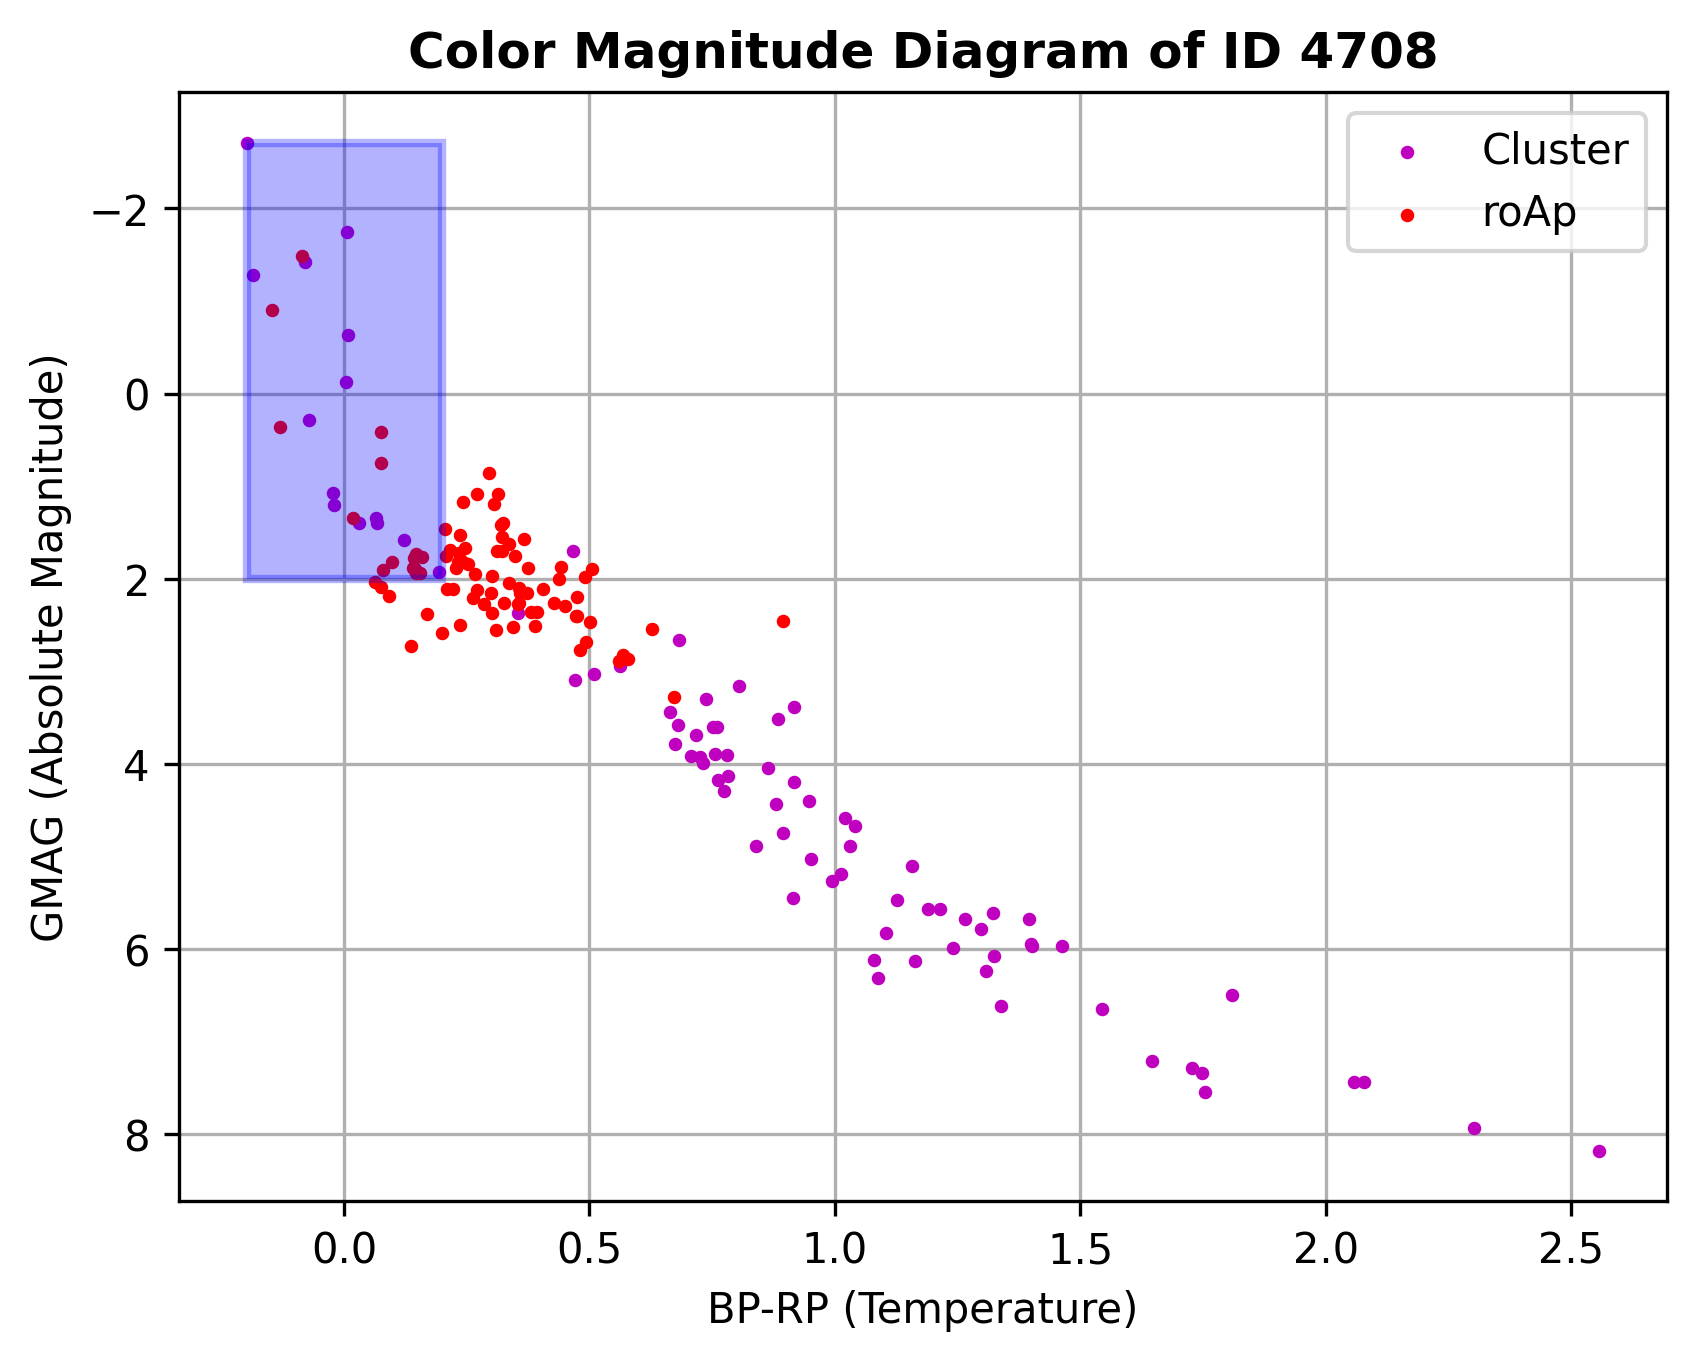 Color Magnitude Diagram of ID 4708
Cluster
roAp
GMAG (Absolute Magnitude)
−2
0
2
4
6
8
0.0 0.5 1.0 1.5 2.0 2.5
BP-RP (Temperature)